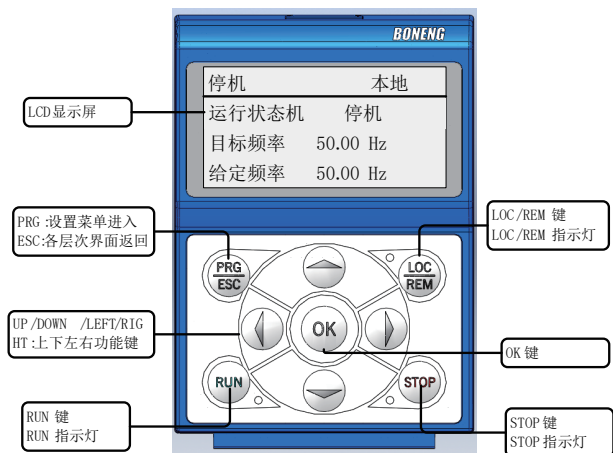 BONENG
停机 本地
运行状态机 停机
目标频率 50.00 Hz
给定频率 50.00 Hz
LCD显示屏
PRG :设置菜单进入
ESC:各层次界面返回
LOC/REM 键
LOC/REM 指示灯
PRG
ESC
LOC
REM
UP/DOWN /LEFT/RIG
HT:上下左右功能键
OK
OK 键
RUN
STOP
RUN 键
RUN 指示灯
STOP 键
STOP 指示灯